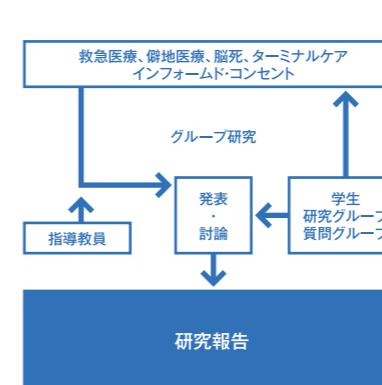 救急医療、僻地医療、脳死、ターミナルケア
インフォームド・コンセント
グループ研究
発表
・
討論
学生
研究グループ
質問グループ
指導教員
研究報告